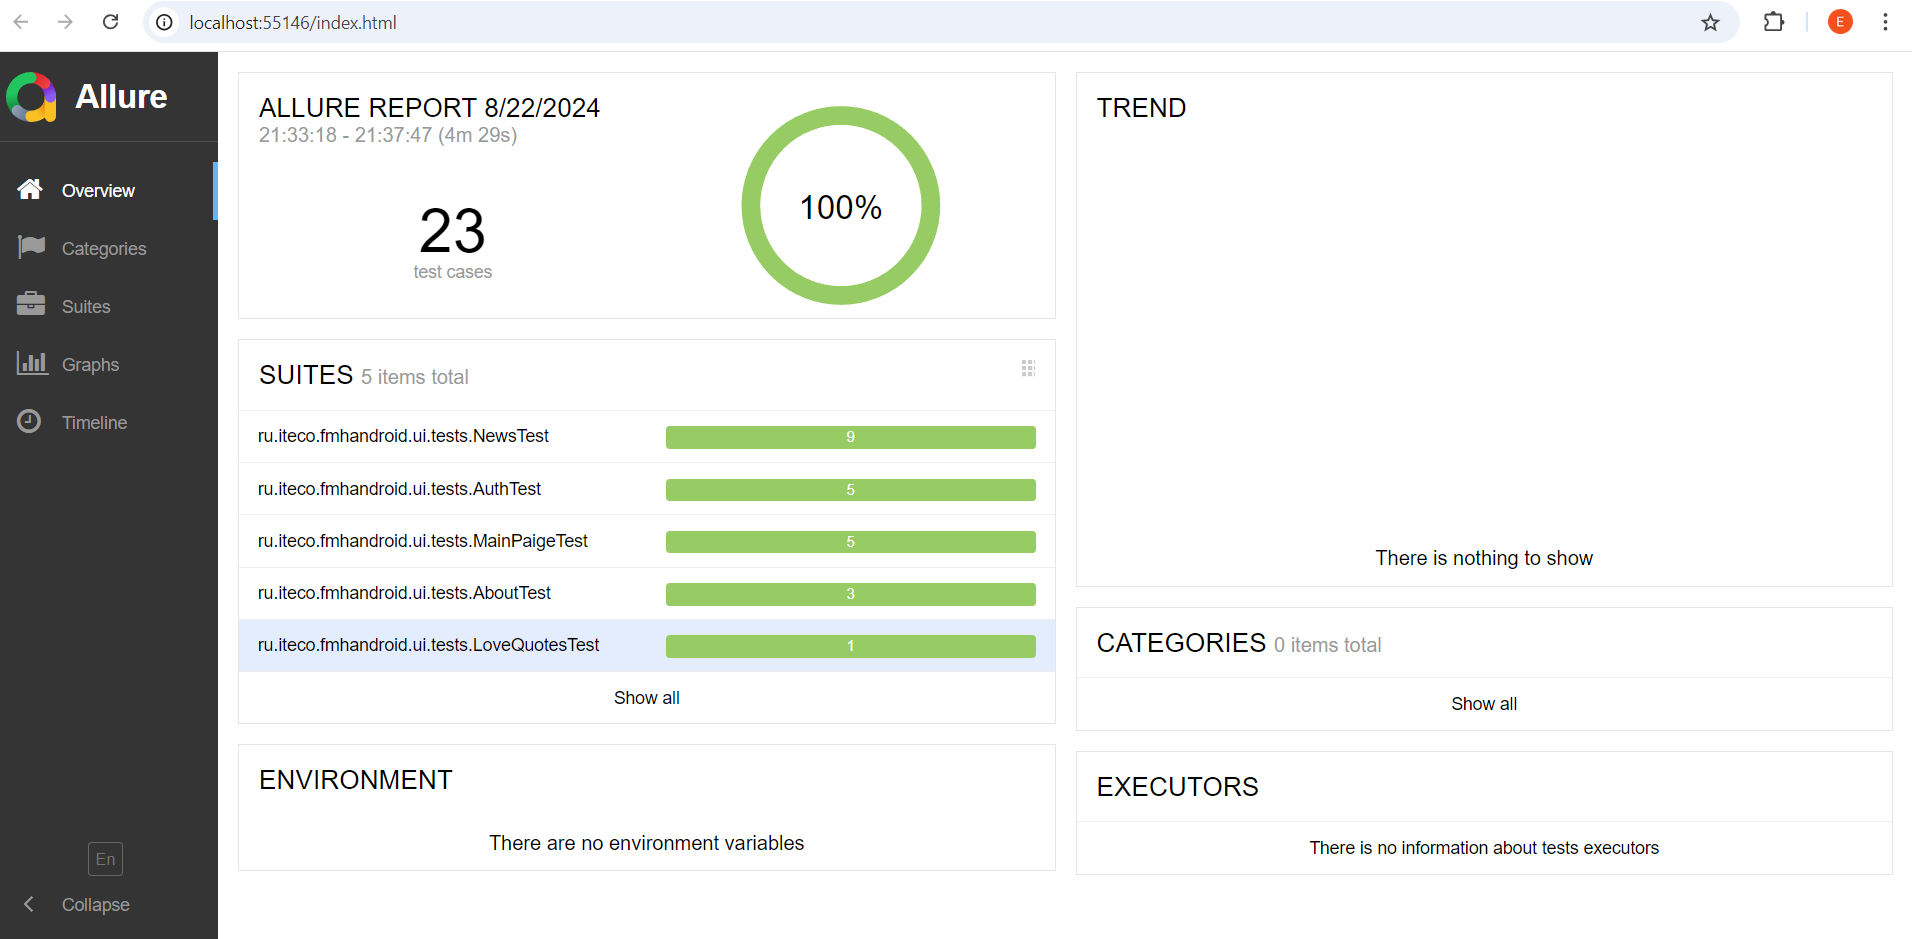 localhost:55146/index.html
E
Allure
Overview
Categories
Suites
Graphs
Timeline
En
Collapse
ALLURE REPORT 8/22/2024
21:33:18 - 21:37:47 (4m 29s)
23
test cases
100%
SUITES 5 items total
ru.iteco.fmhandroid.ui.tests.NewsTest 9
ru.iteco.fmhandroid.ui.tests.AuthTest 5
ru.iteco.fmhandroid.ui.tests.MainPaigeTest 5
ru.iteco.fmhandroid.ui.tests.AboutTest 3
ru.iteco.fmhandroid.ui.tests.LoveQuotesTest 1
Show all
ENVIRONMENT
There are no environment variables
TREND
There is nothing to show
CATEGORIES 0 items total
Show all
EXECUTORS
There is no information about tests executors